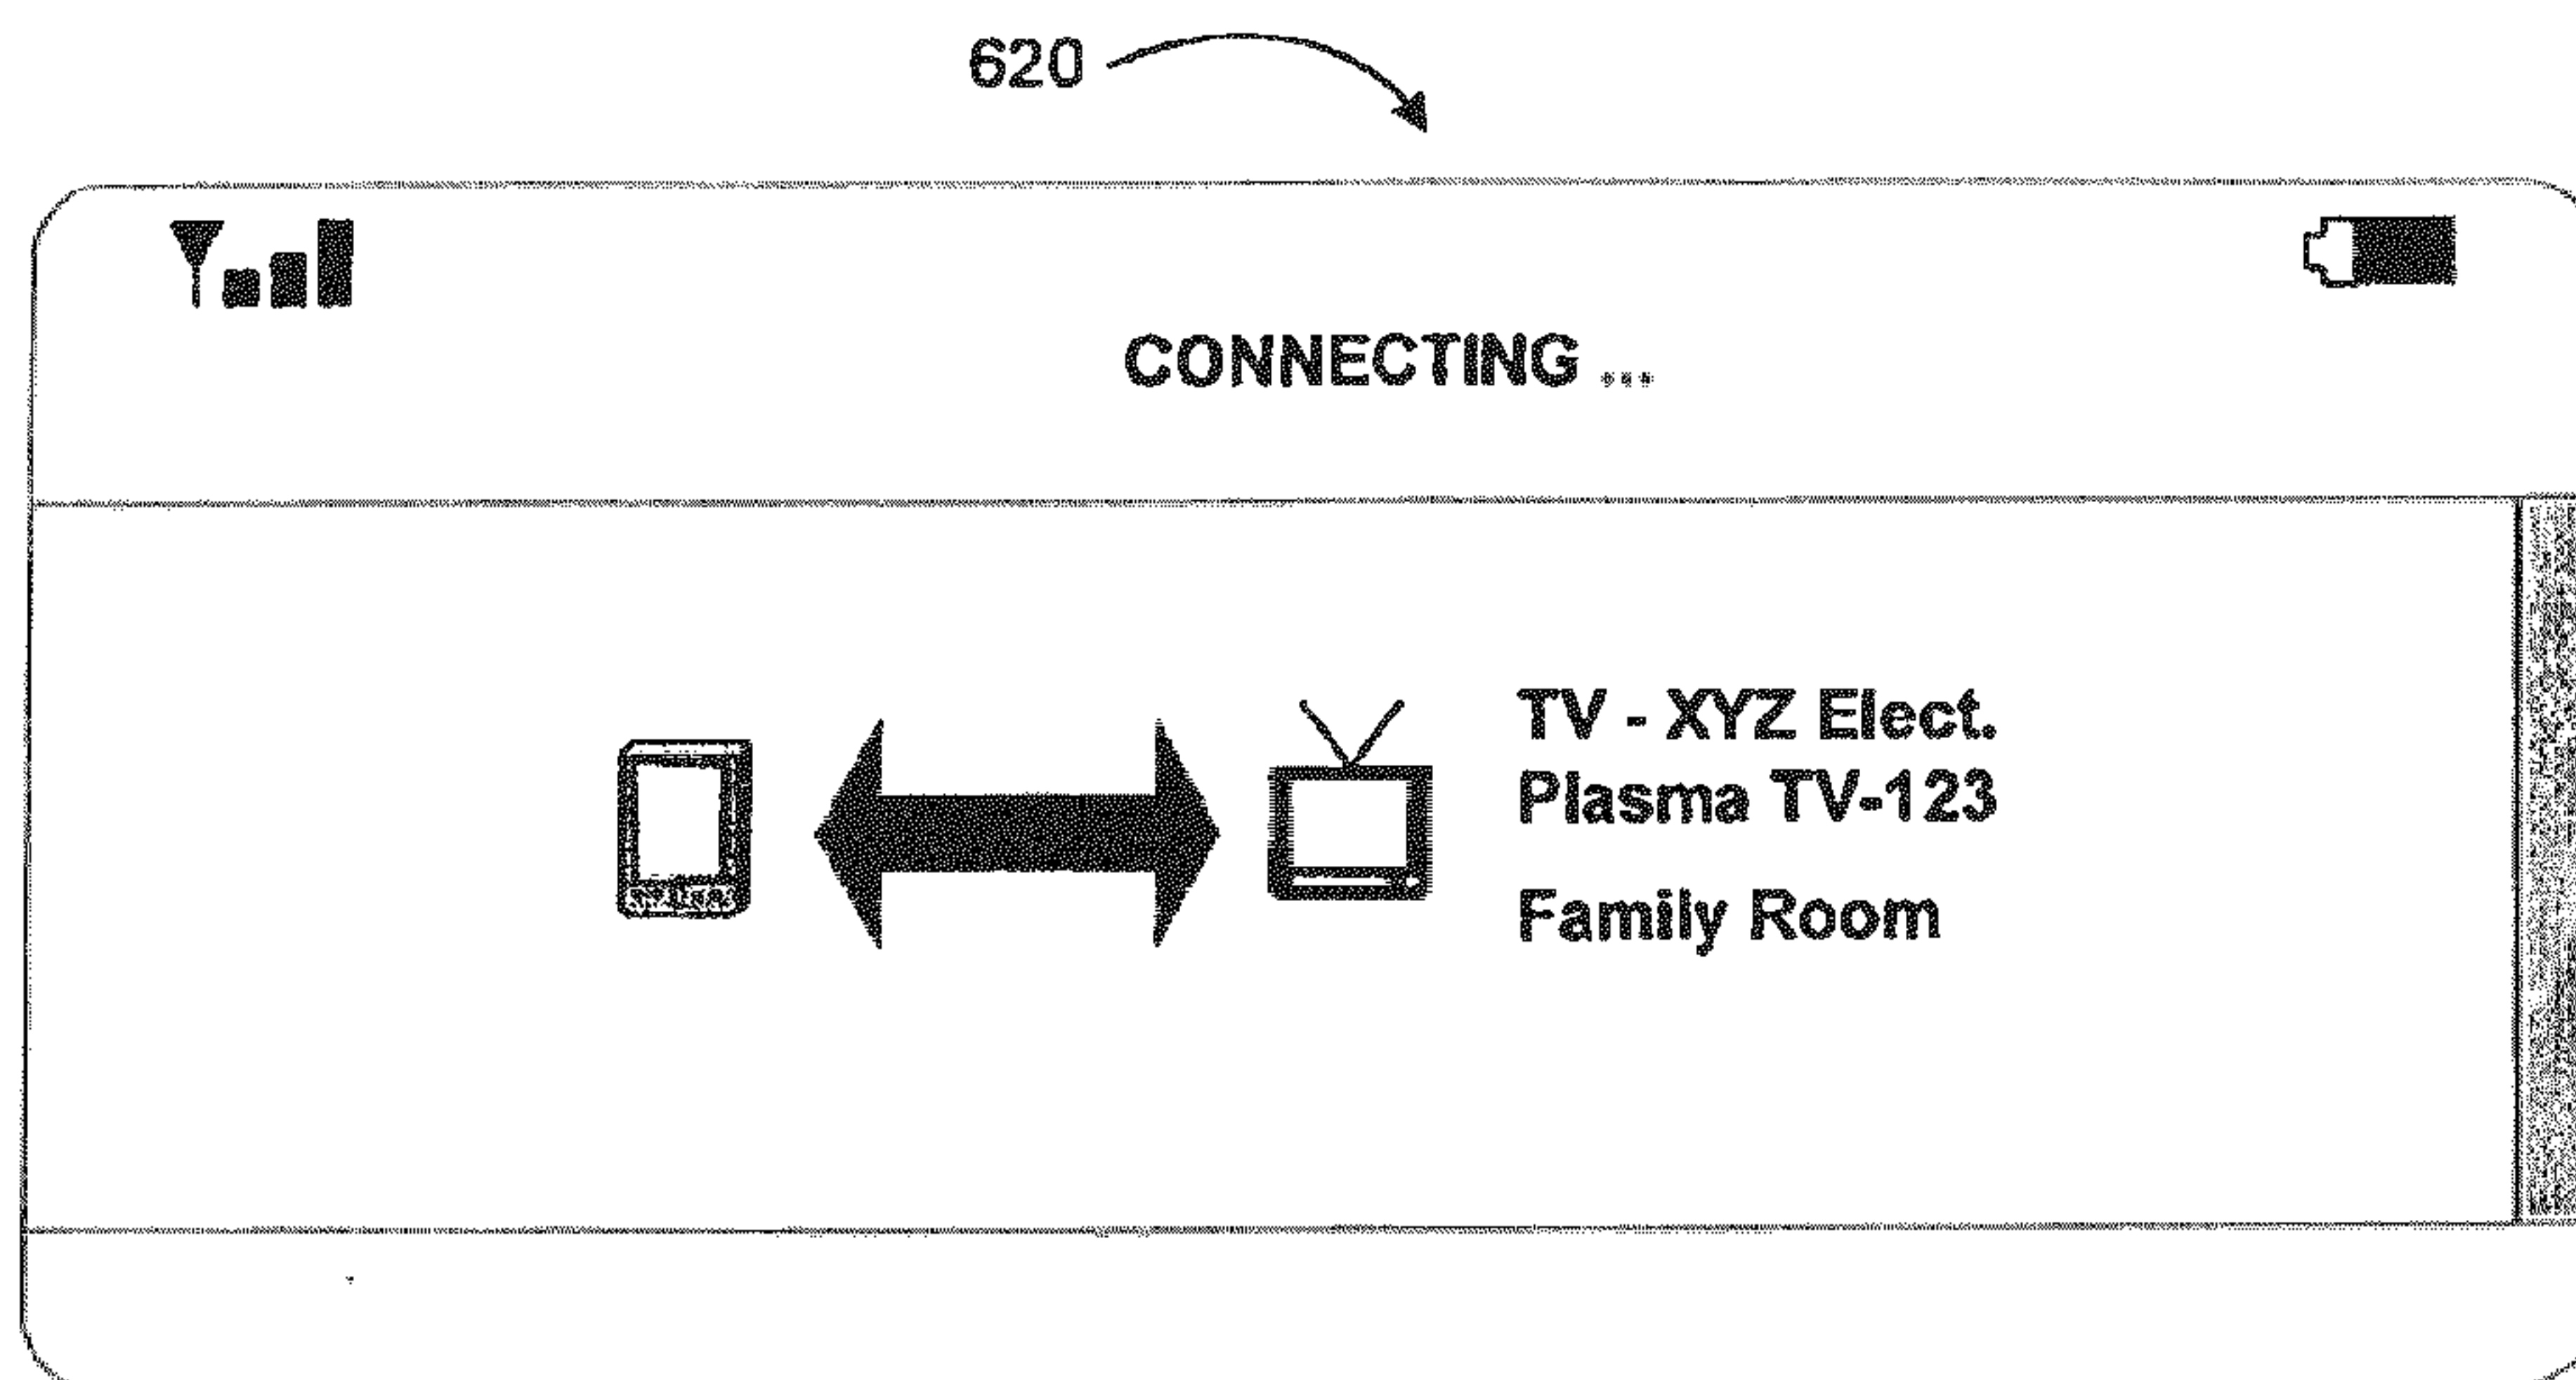 620
CONNECTING ...
TV - XYZ Elect.
Plasma TV-123
Family Room